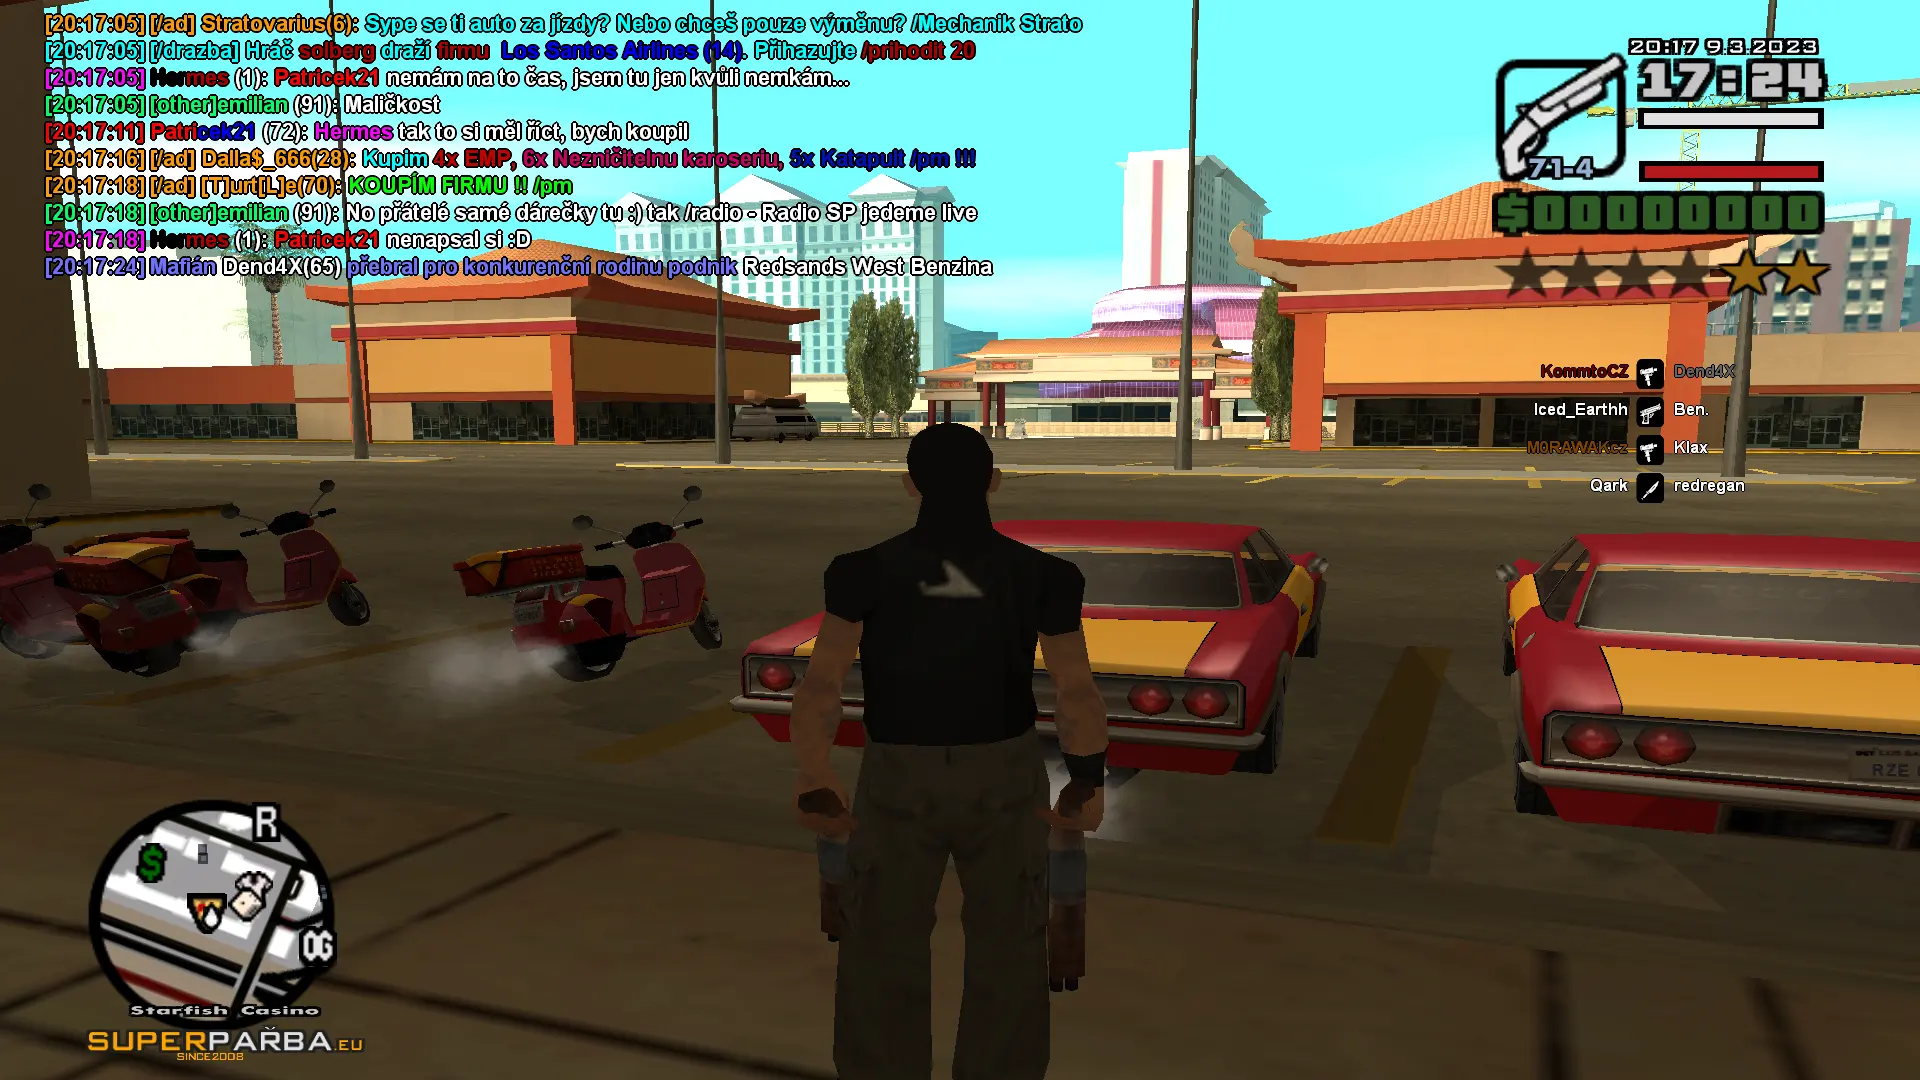 [20:17:05] [/ad] Stratovarius(6): Sype se ti auto za jízdy? Nebo chceš pouze výměnu? /Mechanik Strato
[20:17:05] [/drazba] Hráč solberg draží firmu Los Santos Airlines (14). Přihazujte /prihodit 20
[20:17:05] Hermes (1): Patricek21 nemám na to čas, jsem tu jen kvůli nemkám...
[20:17:05] [other]emilian (91): Maličkost
[20:17:11] Patricek21 (72): Hermes tak to si měl říct, bych koupil
[20:17:16] [/ad] Dalla$_666(28): Kupim 4x EMP, 6x Nezničitelnu karoseriu, 5x Katapult /pm !!!
[20:17:18] [/ad] [T]urt[L]e(70): KOUPÍM FIRMU !! /pm
[20:17:18] [other]emilian (91): No přátelé samé dárečky tu :) tak /radio - Radio SP jedeme live
[20:17:18] Hermes (1): Patricek21 nenapsal si :D
[20:17:24] Mafián Dend4X(65) přebral pro konkurenční rodinu podnik Redsands West Benzina
20:17 9.3.2023
17:24
71-4
$00000000
KommtoCZ Dend4X
Iced_Earthh Ben.
M0RAWAKcz Klax
Qark redregan
RZE
R
$
OG
Starfish Casino
SUPERPAŘBA.EU
SINCE2008